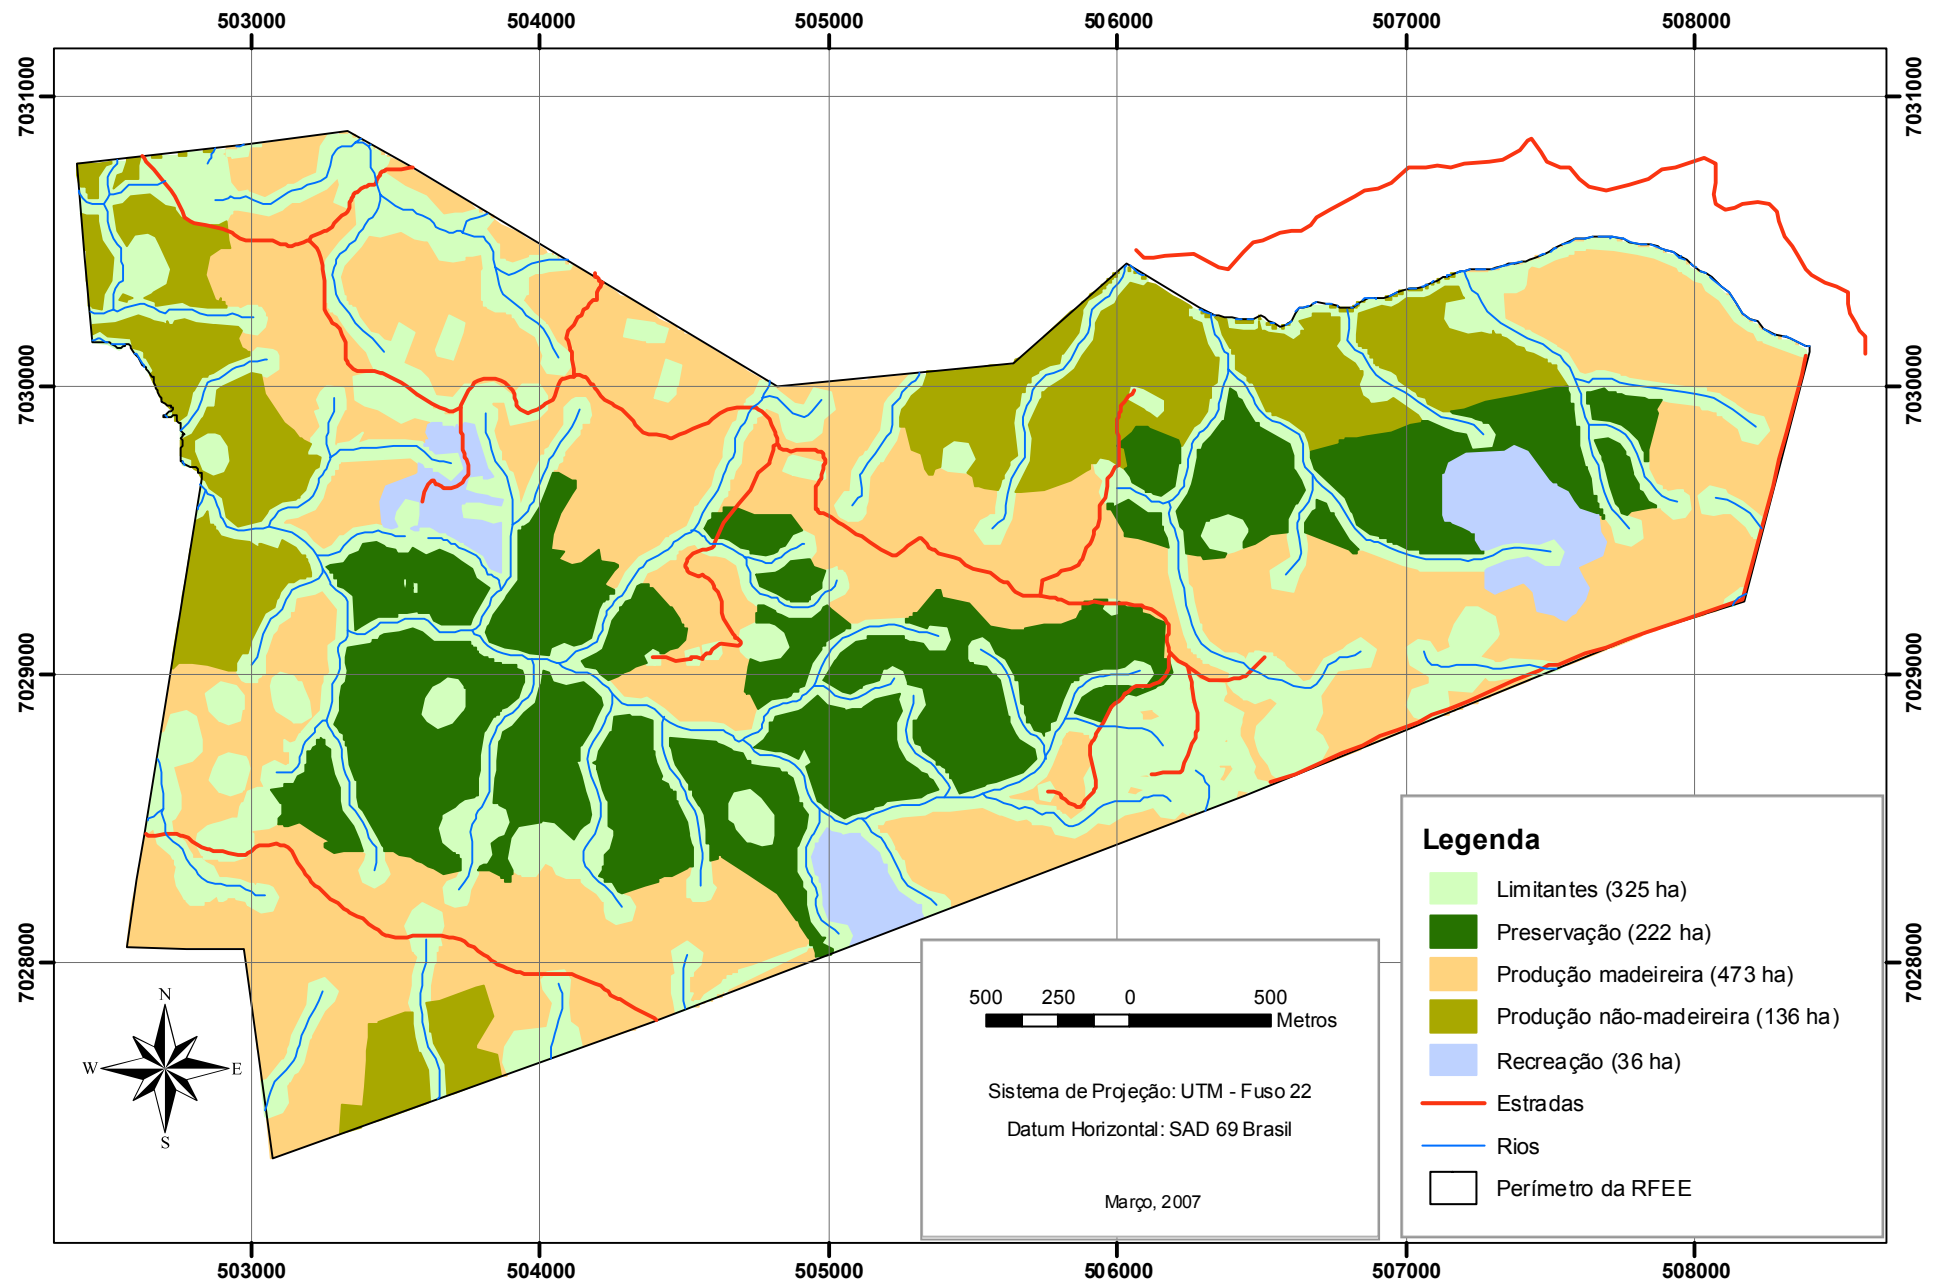 503000 504000 505000 506000 507000 508000
7031000 7031000
7030000 7030000
7029000 7029000
7028000 7028000
N
W E
S
500 250 0 500
Metros
Sistema de Projeção: UTM - Fuso 22
Datum Horizontal: SAD 69 Brasil
Março, 2007
Legenda
Limitantes (325 ha)
Preservação (222 ha)
Produção madeireira (473 ha)
Produção não-madeireira (136 ha)
Recreação (36 ha)
Estradas
Rios
Perímetro da RFEE
503000 504000 505000 506000 507000 508000